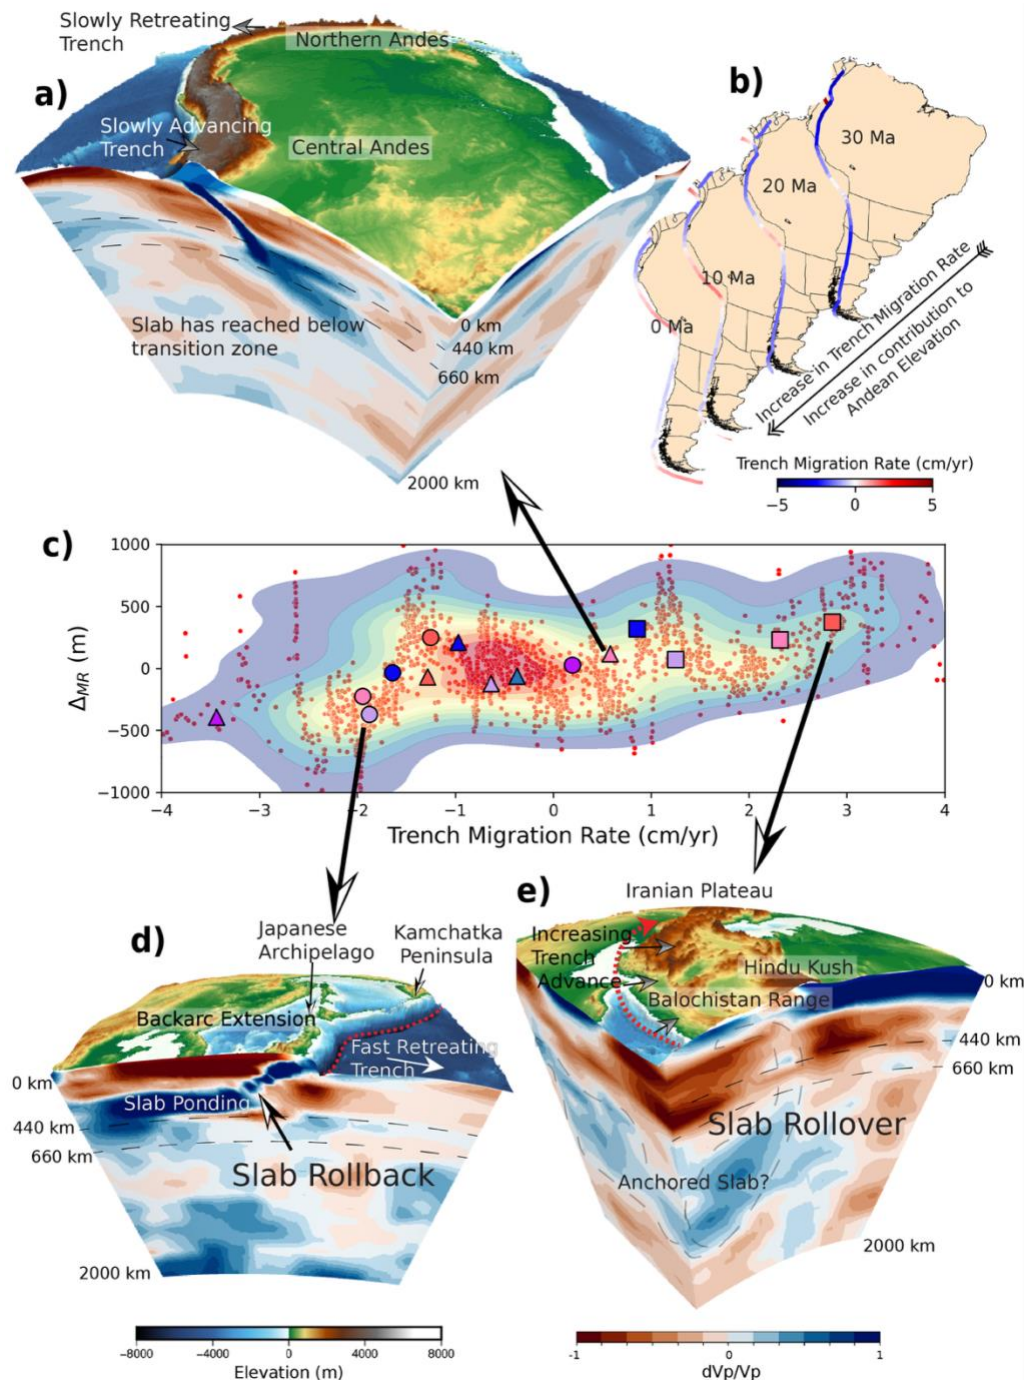 Slowly Retreating
Trench
Northern Andes
a)
Slowly Advancing
Trench
Central Andes
Slab has reached below
transition zone
0 km
440 km
660 km
2000 km
b)
30 Ma
20 Ma
10 Ma
0 Ma
Increase in Trench Migration Rate
Increase in contribution to
Andean Elevation
Trench Migration Rate (cm/yr)
−5 0 5
c)
1000
500
0
−500
−1000
Δ_MR (m)
−4 −3 −2 −1 0 1 2 3 4
Trench Migration Rate (cm/yr)
d)
Japanese
Archipelago
Kamchatka
Peninsula
Backarc Extension
Fast Retreating
Trench
0 km
Slab Ponding
440 km
660 km
Slab Rollback
2000 km
−8000 −4000 0 4000 8000
Elevation (m)
e)
Iranian Plateau
Increasing
Trench
Advance
Hindu Kush
Balochistan Range
0 km
440 km
660 km
Slab Rollover
Anchored Slab?
2000 km
-1 0 1
dVp/Vp